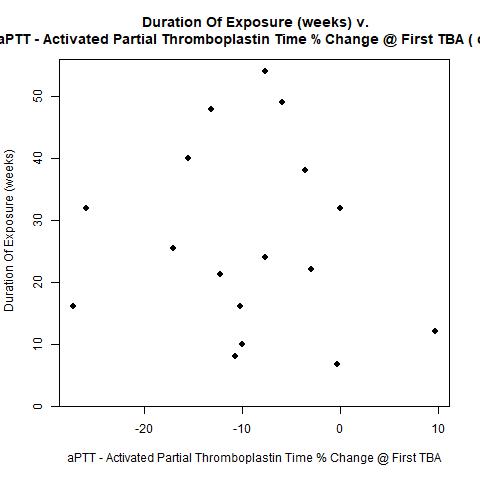 Duration Of Exposure (weeks) v.
aPTT - Activated Partial Thromboplastin Time % Change @ First TBA (
Duration Of Exposure (weeks)
50
40
30
20
10
0
-20 -10 0 10
aPTT - Activated Partial Thromboplastin Time % Change @ First TBA